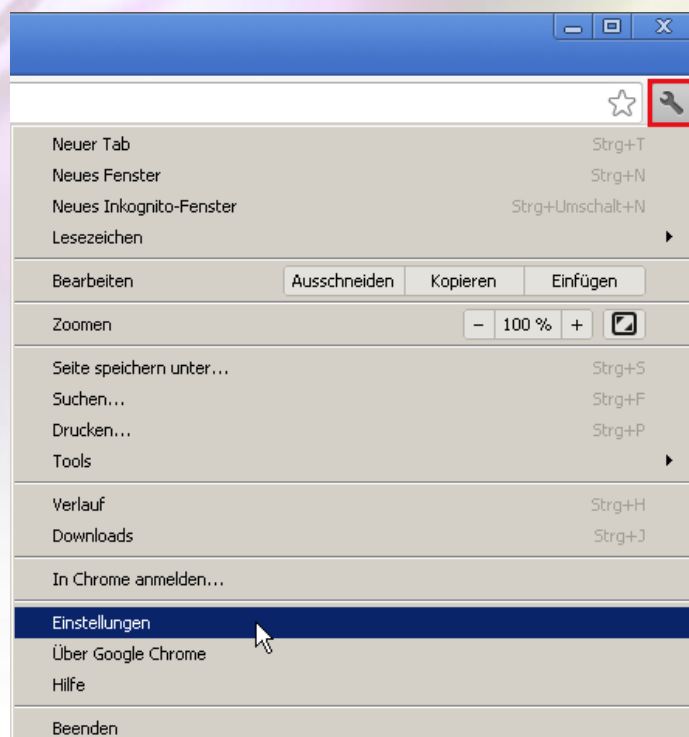 Neuer Tab Strg+T
Neues Fenster Strg+N
Neues Inkognito-Fenster Strg+Umschalt+N
Lesezeichen
Bearbeiten Ausschneiden Kopieren Einfügen
Zoomen - 100 % +
Seite speichern unter... Strg+S
Suchen... Strg+F
Drucken... Strg+P
Tools
Verlauf Strg+H
Downloads Strg+J
In Chrome anmelden...
Einstellungen
Über Google Chrome
Hilfe
Beenden